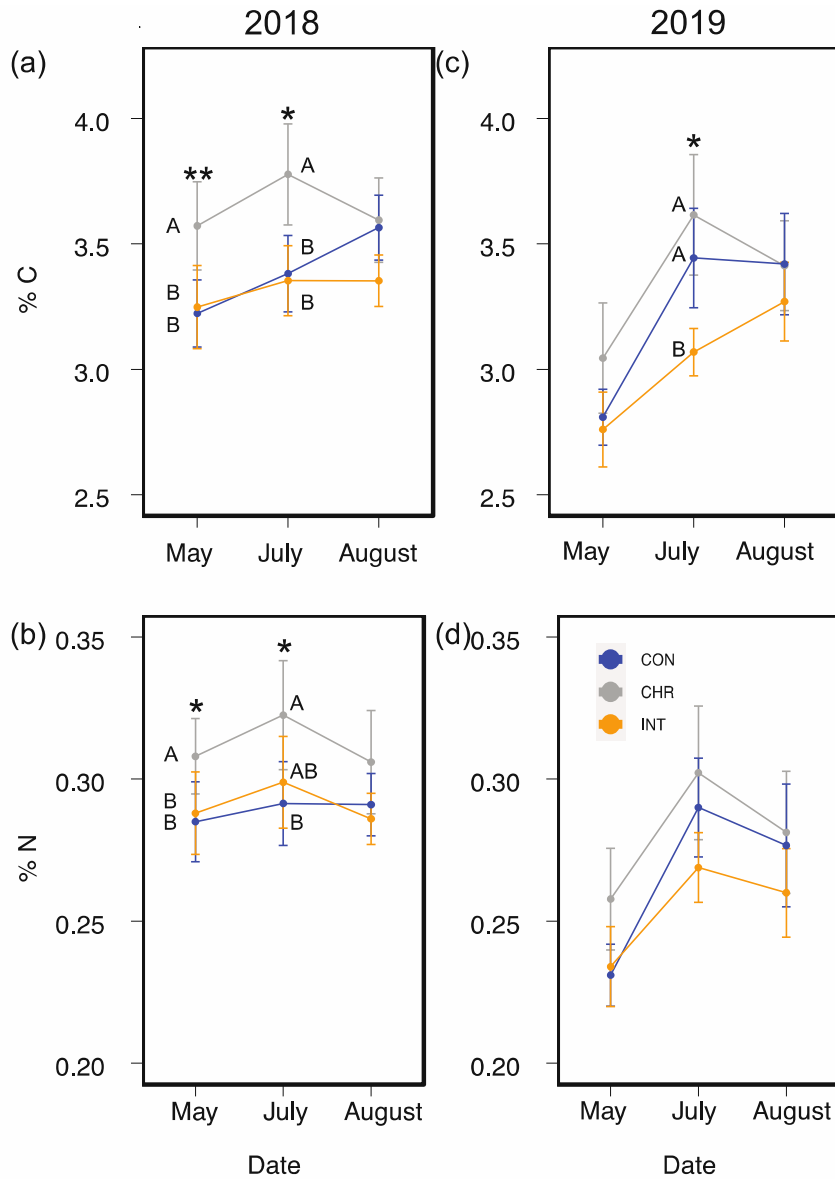 2018
2019
(a)
(c)
4.0
4.0
*
*
**
A
A
3.5
3.5
A
A
B
B
B
B
B
% C
3.0
3.0
2.5
2.5
May
July
August
May
July
August
(b)
(d)
0.35
0.35
*
*
A
A
AB
B
B
B
CON
CHR
INT
0.30
0.30
% N
0.25
0.25
0.20
0.20
May
July
August
May
July
August
Date
Date